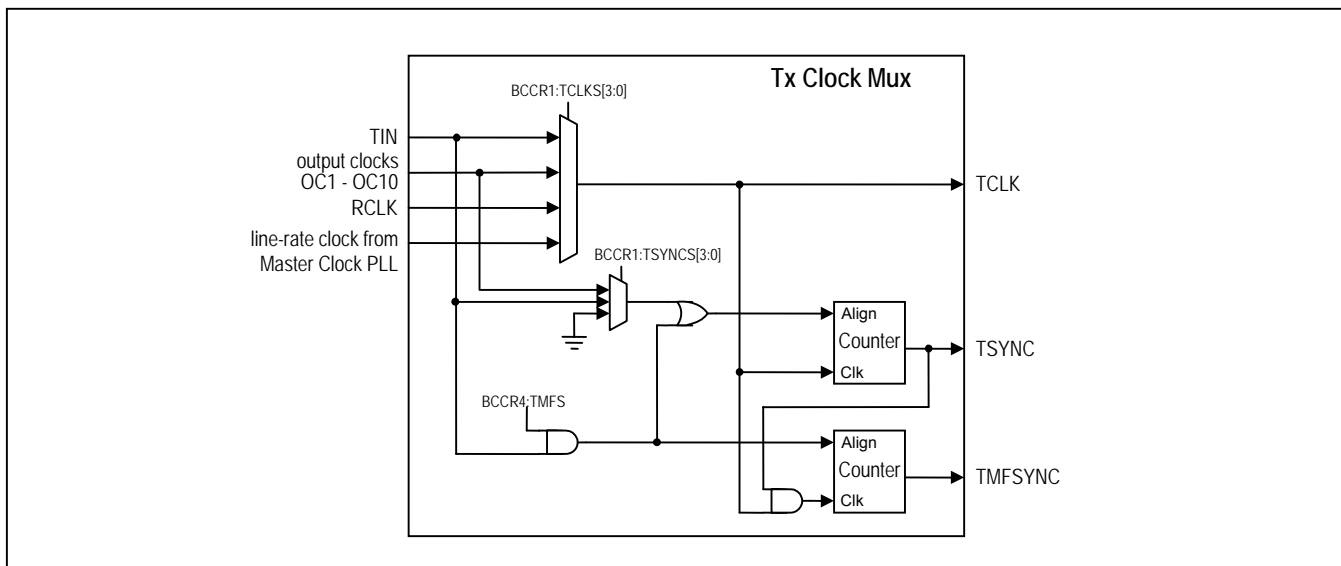 Tx Clock Mux
BCCR1:TCLKS[3:0]
TIN
output clocks
OC1 - OC10
RCLK
line-rate clock from
Master Clock PLL
TCLK
BCCR1:TSYNCS[3:0]
Align
Counter
Clk
TSYNC
BCCR4:TMFS
Align
Counter
Clk
TMFSYNC